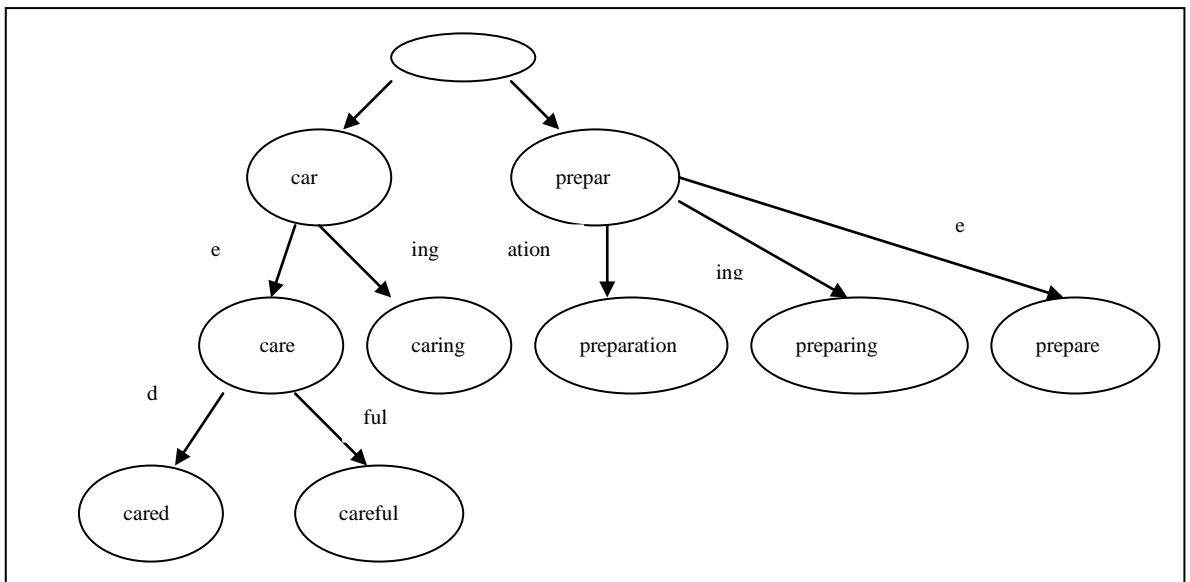 car
prepar
e
ing
ation
ing
e
care
caring
preparation
preparing
prepare
d
ful
cared
careful